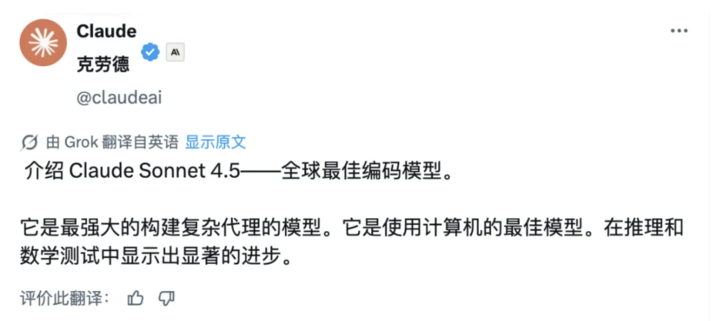 Claude
克劳德
@claudeai
由 Grok 翻译自英语 显示原文
介绍 Claude Sonnet 4.5——全球最佳编码模型。
它是最强大的构建复杂代理的模型。它是使用计算机的最佳模型。在推理和
数学测试中显示出显著的进步。
评价此翻译：